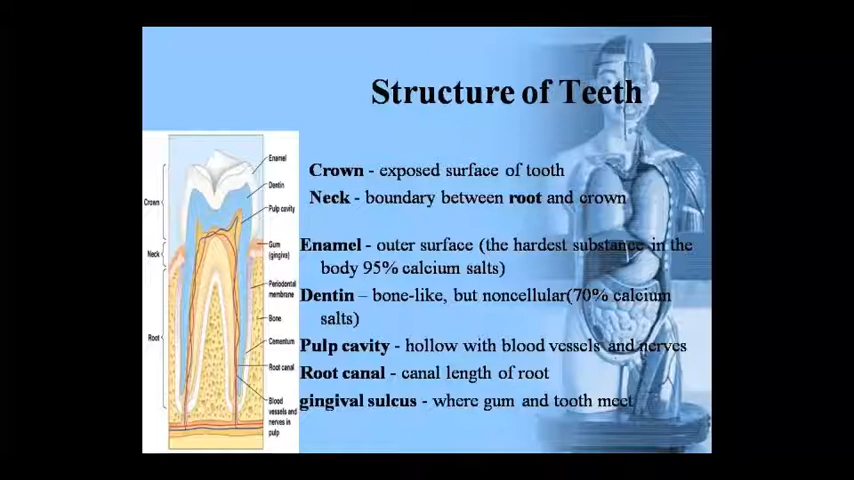 Structure of Teeth
Crown - exposed surface of tooth
Neck - boundary between root and crown
Enamel - outer surface (the hardest substance in the
body 95% calcium salts)
Dentin – bone-like, but noncellular(70% calcium
salts)
Pulp cavity - hollow with blood vessels and nerves
Root canal - canal length of root
gingival sulcus - where gum and tooth meet
Crown
Neck
Root
Enamel
Dentin
Pulp cavity
Gum
(gingiva)
Periodontal
membrane
Bone
Cementum
Root canal
Blood
vessels and
nerves in
pulp